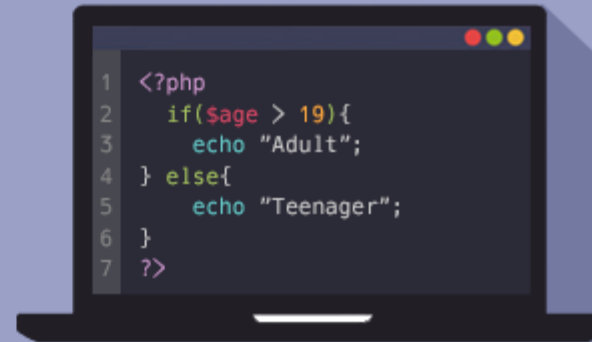 1 <?php
2 if($age > 19){
3 echo "Adult";
4 } else{
5 echo "Teenager";
6 }
7 ?>